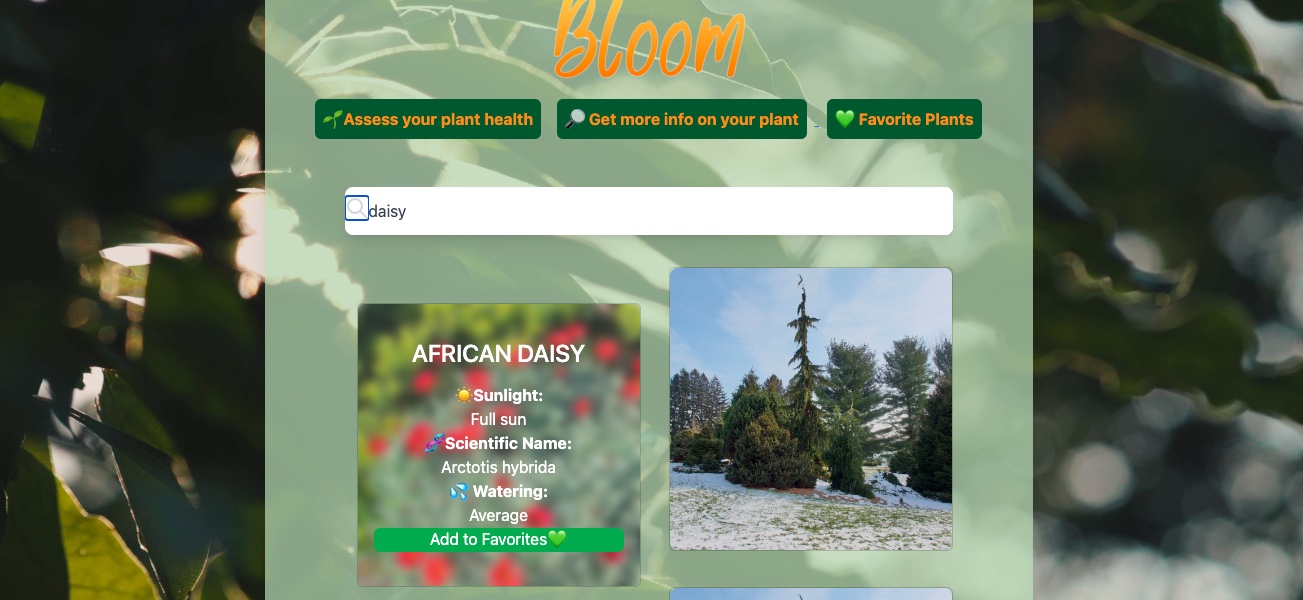 Bloom
🌱Assess your plant health
🔎 Get more info on your plant
💚 Favorite Plants
daisy
AFRICAN DAISY
☀️Sunlight:
Full sun
🧬Scientific Name:
Arctotis hybrida
💦 Watering:
Average
Add to Favorites💚